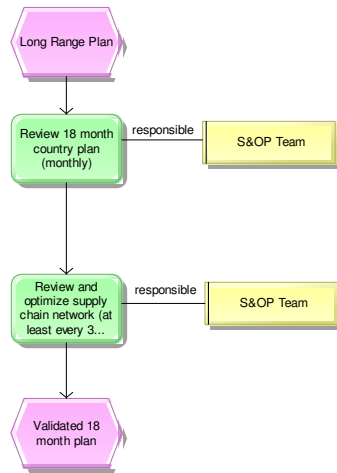 Long Range Plan
Review 18 month
country plan
(monthly)
responsible
S&OP Team
Review and
optimize supply
chain network (at
least every 3...
responsible
S&OP Team
Validated 18
month plan